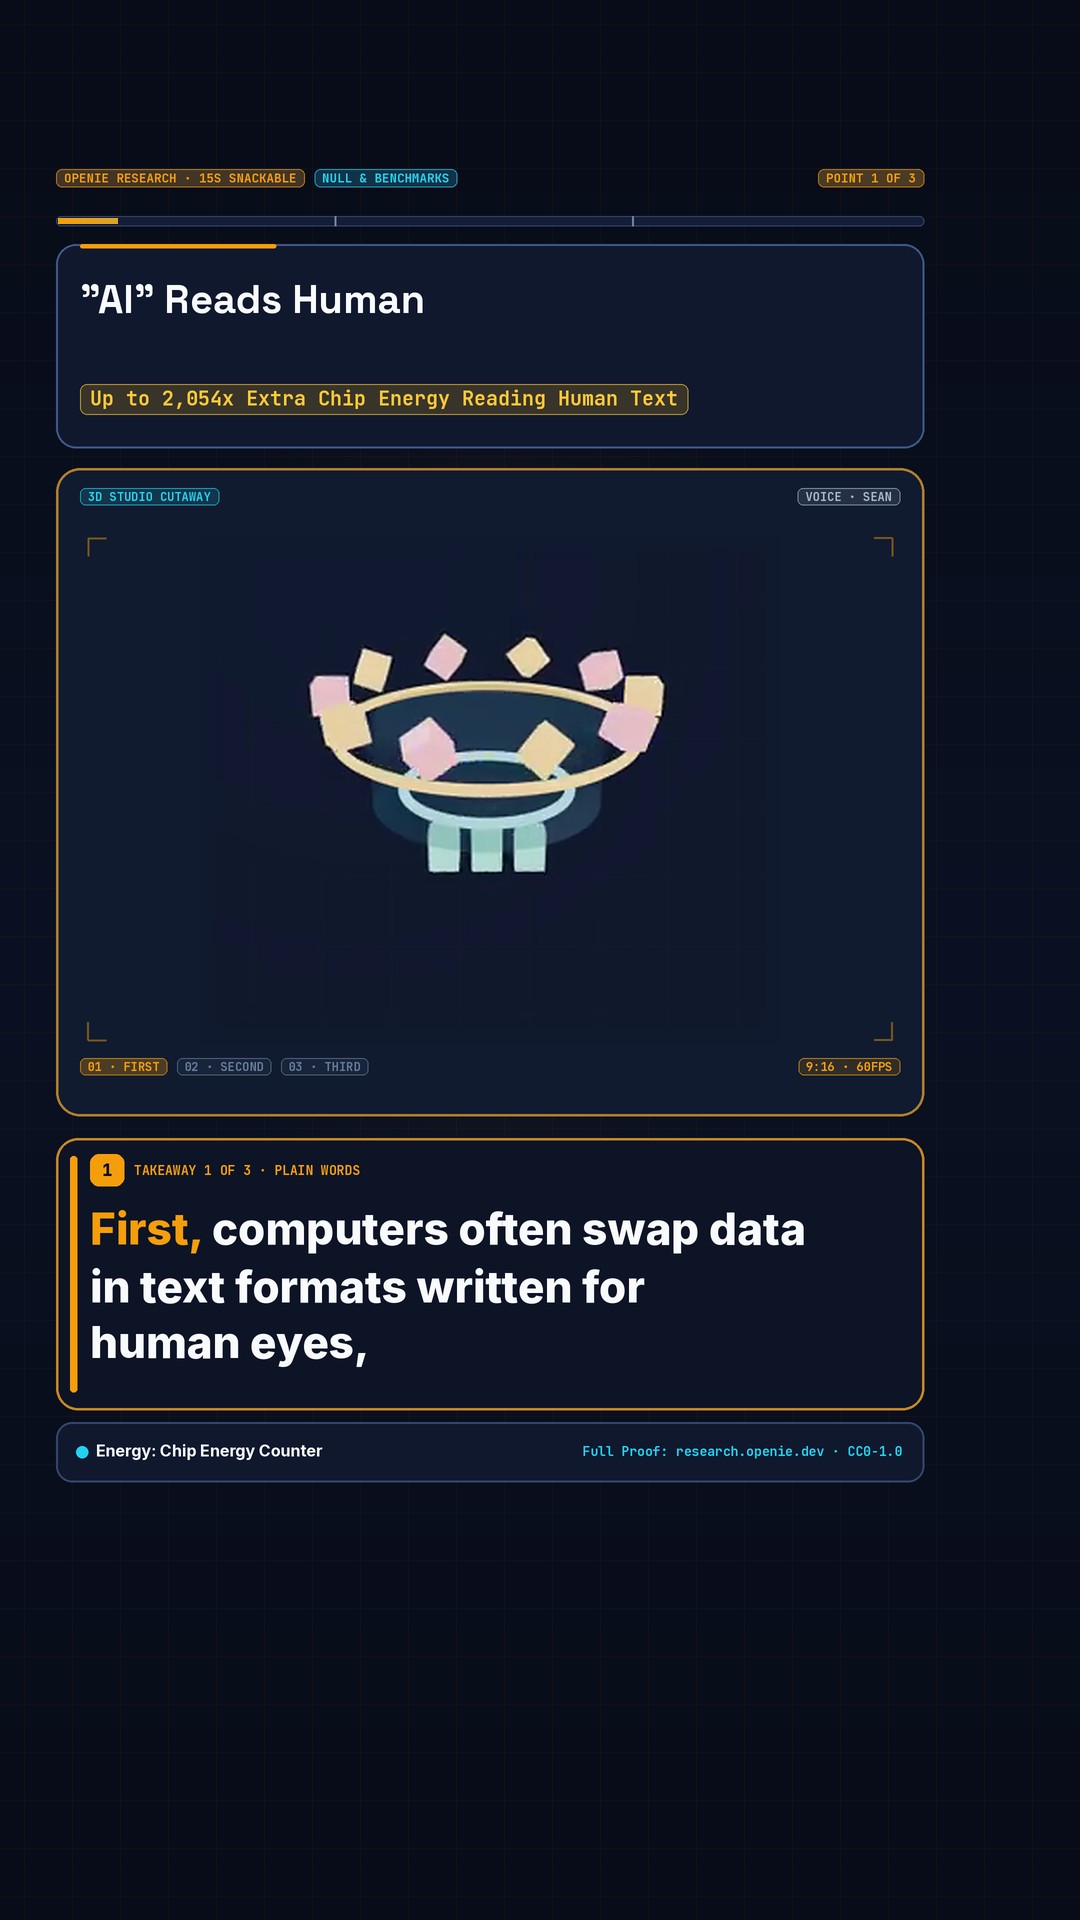 OPENIE RESEARCH · 15S SNACKABLE
NULL & BENCHMARKS
POINT 1 OF 3
”AI” Reads Human
Up to 2,054x Extra Chip Energy Reading Human Text
3D STUDIO CUTAWAY
VOICE · SEAN
01 · FIRST
02 · SECOND
03 · THIRD
9:16 · 60FPS
1
TAKEAWAY 1 OF 3 · PLAIN WORDS
First, computers often swap data
in text formats written for
human eyes,
Energy: Chip Energy Counter
Full Proof: research.openie.dev · CC0-1.0